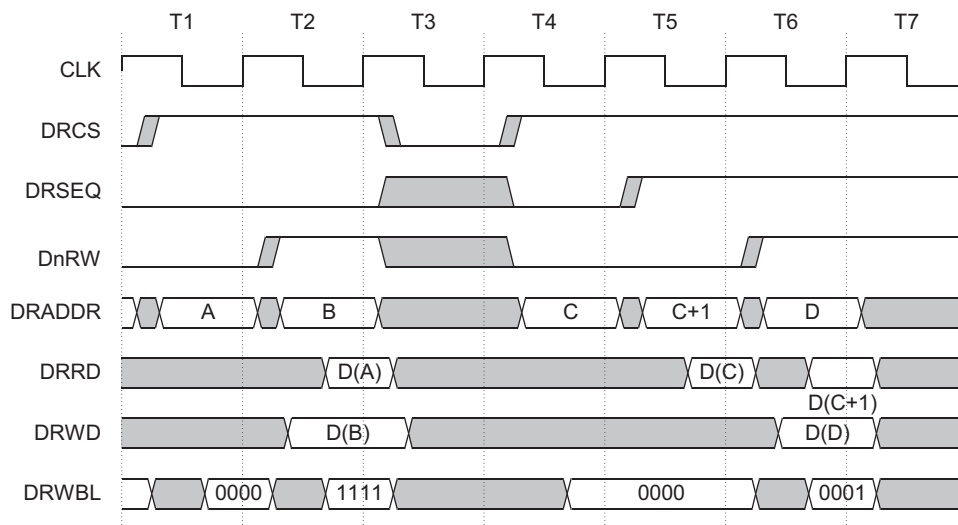 T1 T2 T3 T4 T5 T6 T7
CLK
DRCS
DRSEQ
DnRW
DRADDR A B C C+1 D
DRRD D(A) D(C)
D(C+1)
DRWD D(B) D(D)
DRWBL 0000 1111 0000 0001